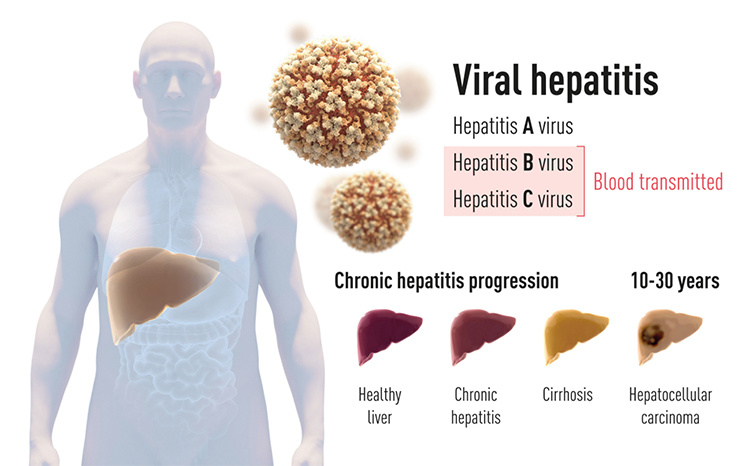 Viral hepatitis
Hepatitis A virus
Hepatitis B virus
Hepatitis C virus
Blood transmitted
Chronic hepatitis progression
10-30 years
Healthy
liver
Chronic
hepatitis
Cirrhosis
Hepatocellular
carcinoma